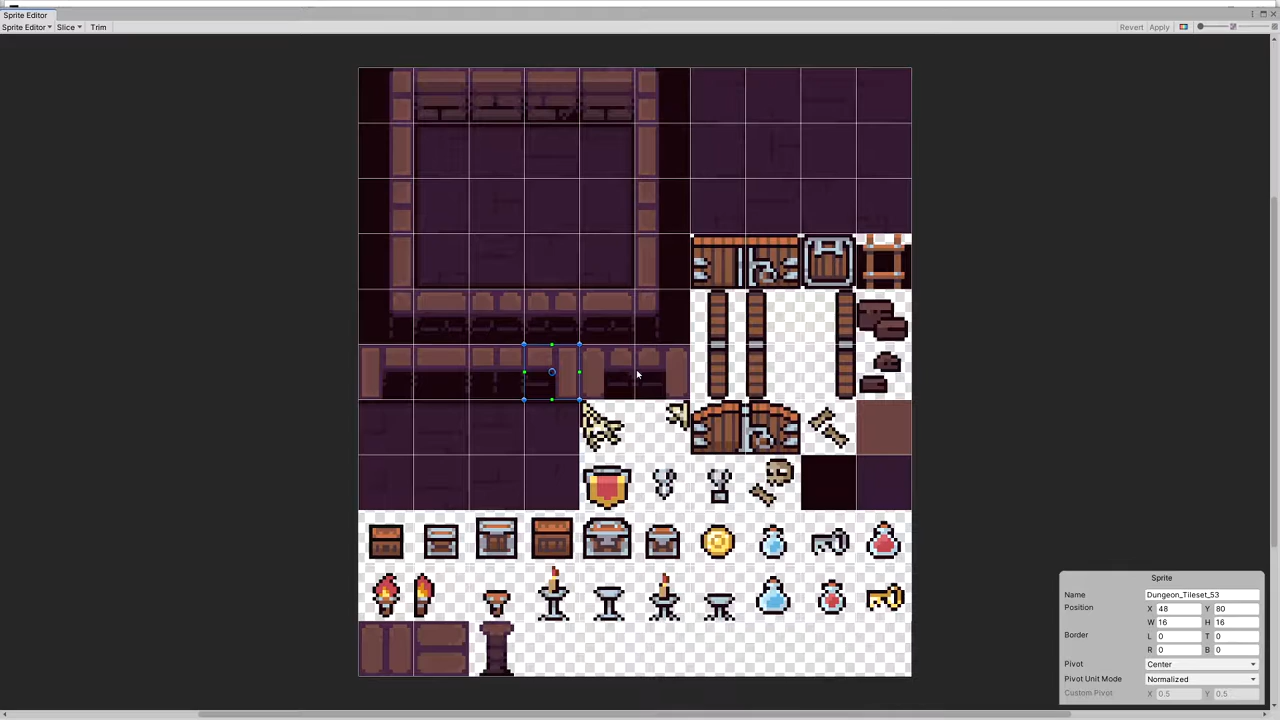 Sprite Editor
Sprite Editor Slice Trim Revert Apply
Sprite
Name Dungeon_Tileset_53
Position X 48 Y 80
W 16 H 16
Border L 0 T 0
R 0 B 0
Pivot Center
Pivot Unit Mode Normalized
Custom Pivot X 0.5 Y 0.5